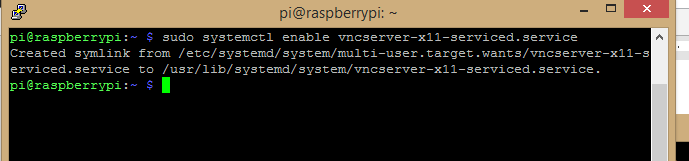 pi@raspberrypi: ~
pi@raspberrypi:~ $ sudo systemctl enable vncserver-x11-serviced.service
Created symlink from /etc/systemd/system/multi-user.target.wants/vncserver-x11-s
erviced.service to /usr/lib/systemd/system/vncserver-x11-serviced.service.
pi@raspberrypi:~ $